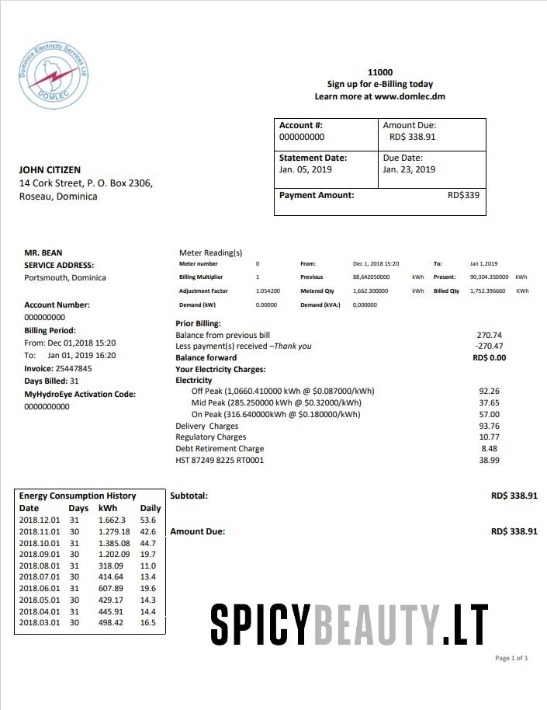 Dominica Electricity Services Ltd
DOMLEC
11000
Sign up for e-Billing today
Learn more at www.domlec.dm
Account #:
000000000
Amount Due:
RD$ 338.91
Statement Date:
Jan. 05, 2019
Due Date:
Jan. 23, 2019
Payment Amount: RD$339
JOHN CITIZEN
14 Cork Street, P. O. Box 2306,
Roseau, Dominica
MR. BEAN
SERVICE ADDRESS:
Portsmouth, Dominica
Account Number:
000000000
Billing Period:
From: Dec 01,2018 15:20
To: Jan 01, 2019 16:20
Invoice: 25447845
Days Billed: 31
MyHydroEye Activation Code:
0000000000
Meter Reading(s)
Meter number 0 From: Dec 1, 2018 15:20 To: Jan 1,2019
Billing Multiplier 1 Previous 88,642050000 kWh Present: 90,304.350000 kWh
Adjustment Factor 1.054200 Metered Qty 1,662.300000 kWh Billed Qty 1,752.396660 KWh
Demand (kW) 0.00000 Demand (kVA:) 0,000000
Prior Billing:
Balance from previous bill 270.74
Less payment(s) received –Thank you -270.47
Balance forward RD$ 0.00
Your Electricity Charges:
Electricity
Off Peak (1,0660.410000 kWh @ $0.087000/kWh) 92.26
Mid Peak (285.250000 kWh @ $0.32000/kWh) 37.65
On Peak (316.640000kWh @ $0.180000/kWh) 57.00
Delivery Charges 93.76
Regulatory Charges 10.77
Debt Retirement Charge 8.48
HST 87249 8225 RT0001 38.99
Energy Consumption History
Date Days kWh Daily
2018.12.01 31 1.662.3 53.6
2018.11.01 30 1.279.18 42.6
2018.10.01 31 1.385.08 44.7
2018.09.01 30 1.202.09 19.7
2018.08.01 31 318.09 11.0
2018.07.01 30 414.64 13.4
2018.06.01 31 607.89 19.6
2018.05.01 30 429.17 14.3
2018.04.01 31 445.91 14.4
2018.03.01 30 498.42 16.5
Subtotal: RD$ 338.91
Amount Due: RD$ 338.91
SPICYBEAUTY.LT
Page 1 of 1